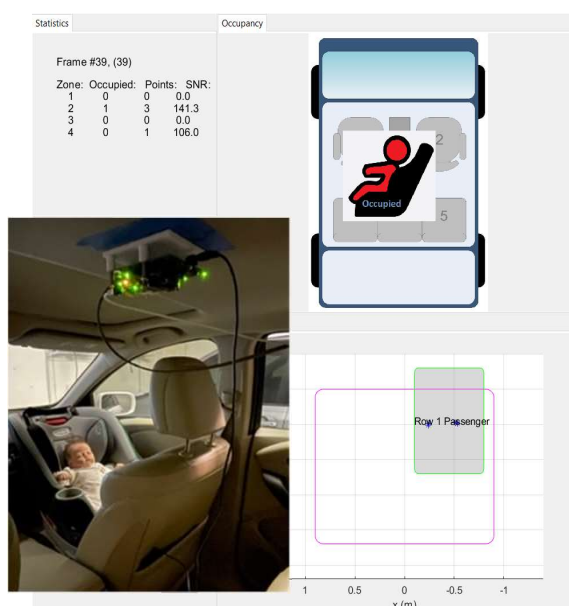 Statistics
Occupancy
Frame #39, (39)
Zone: Occupied: Points: SNR:
1 0 0 0.0
2 1 3 141.3
3 0 0 0.0
4 0 1 106.0
2
Occupied
5
Row 1 Passenger
1 0.5 0 -0.5 -1
x (m)